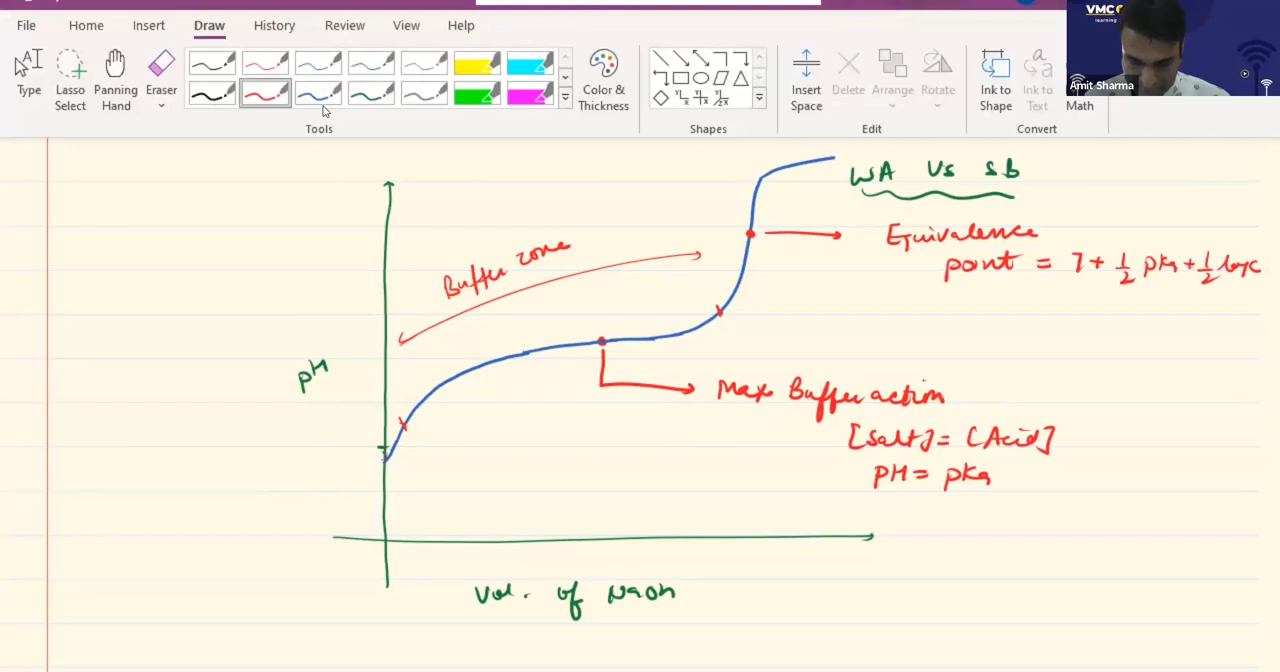 File Home Insert Draw History Review View Help
Type
Lasso Select
Panning Hand
Eraser
Color & Thickness
Insert Space
Delete
Arrange
Rotate
Ink to Shape
Ink to Text
Math
Tools
Shapes
Edit
Convert
VMC
learning
Amit Sharma
WA Vs SB
Equivalence
point = 7 + 1/2 pKa + 1/2 logC
Buffer zone
pH
Max Buffer action
[Salt] = [Acid]
PH = pKa
Vol. of NaOH